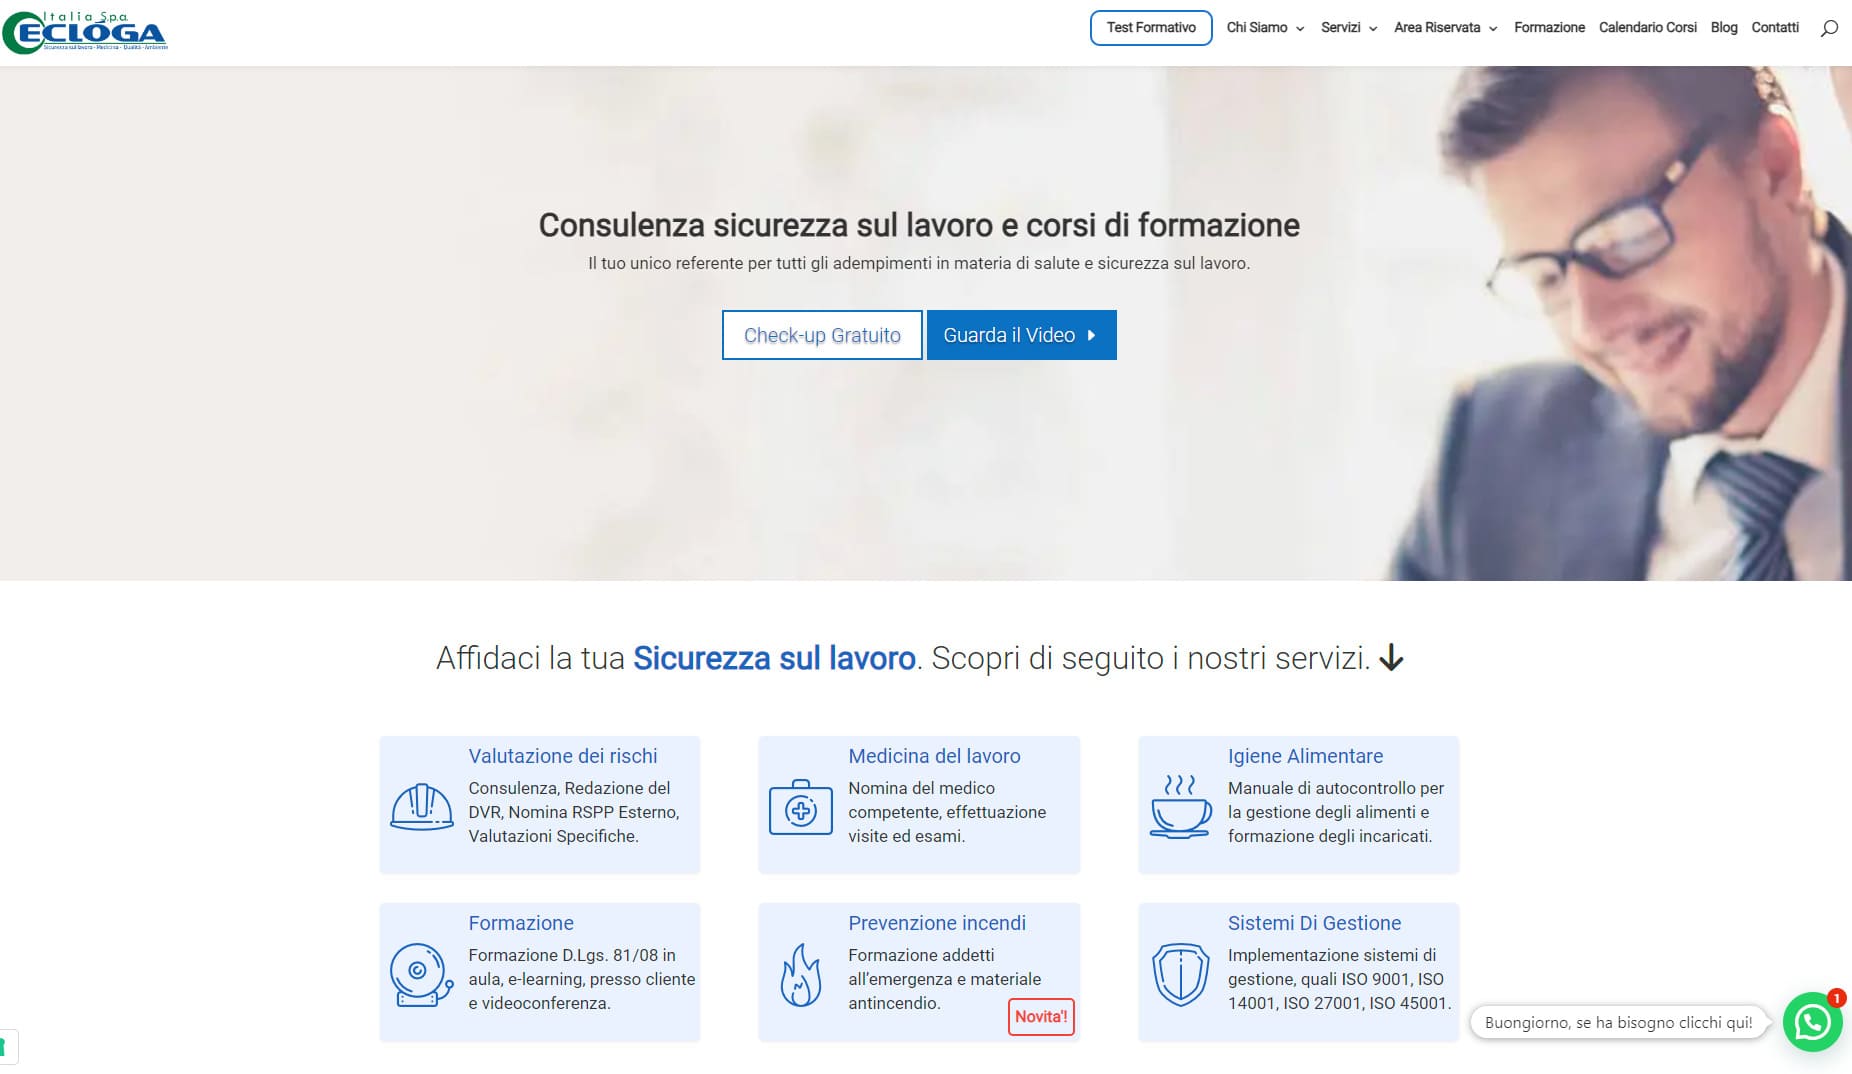 Italia S.p.a.
ECLÓGA
Sicurezza sul lavoro - Medicina - Qualità - Ambiente
Test Formativo
Chi Siamo
Servizi
Area Riservata
Formazione
Calendario Corsi
Blog
Contatti
Consulenza sicurezza sul lavoro e corsi di formazione
Il tuo unico referente per tutti gli adempimenti in materia di salute e sicurezza sul lavoro.
Check-up Gratuito
Guarda il Video
Affidaci la tua Sicurezza sul lavoro. Scopri di seguito i nostri servizi.
Valutazione dei rischi
Consulenza, Redazione del
DVR, Nomina RSPP Esterno,
Valutazioni Specifiche.
Medicina del lavoro
Nomina del medico
competente, effettuazione
visite ed esami.
Igiene Alimentare
Manuale di autocontrollo per
la gestione degli alimenti e
formazione degli incaricati.
Formazione
Formazione D.Lgs. 81/08 in
aula, e-learning, presso cliente
e videoconferenza.
Prevenzione incendi
Formazione addetti
all'emergenza e materiale
antincendio.
Novita'!
Sistemi Di Gestione
Implementazione sistemi di
gestione, quali ISO 9001, ISO
14001, ISO 27001, ISO 45001.
Buongiorno, se ha bisogno clicchi qui!
1